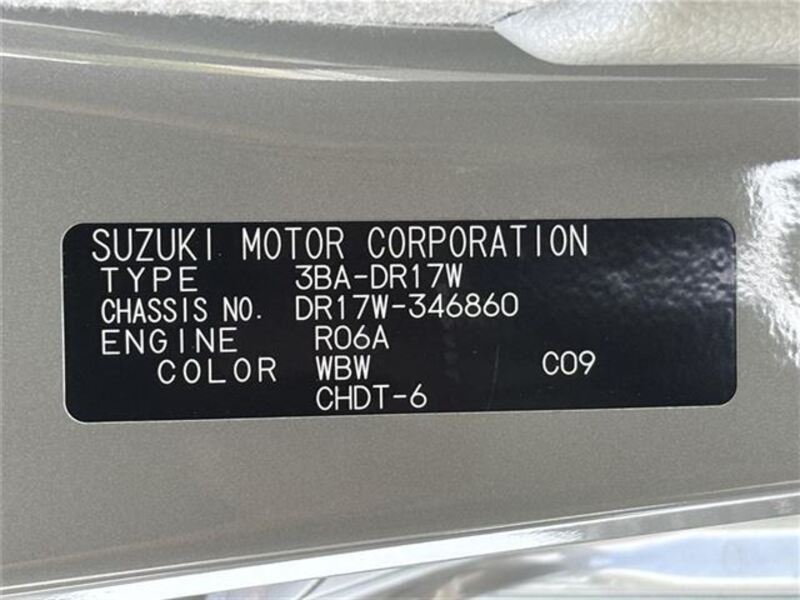 SUZUKI MOTOR CORPORATION
TYPE 3BA-DR17W
CHASSIS NO. DR17W-346860
ENGINE R06A
COLOR WBW C09
CHDT-6